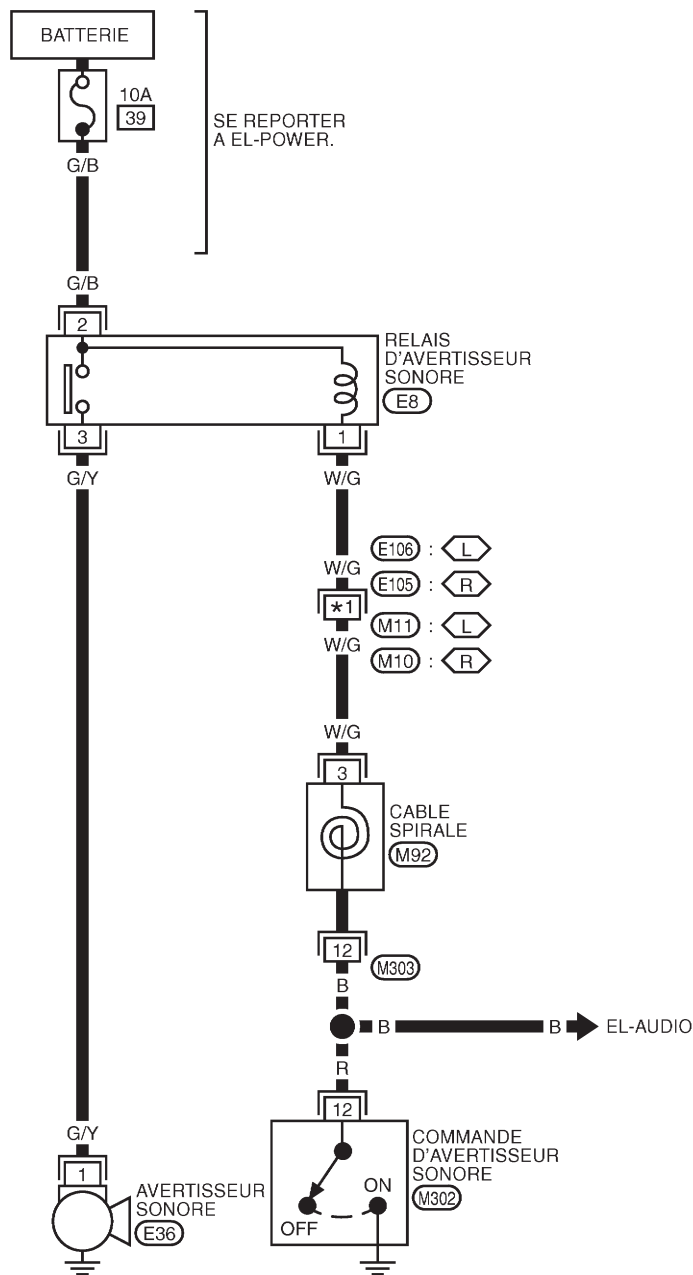 BATTERIE
10A
39
SE REPORTER
A EL-POWER.
G/B
G/B
2
RELAIS
D'AVERTISSEUR
SONORE
E8
3
1
G/Y
W/G
E106 : L
W/G
E105 : R
*1
M11 : L
W/G
M10 : R
W/G
3
CABLE
SPIRALE
M92
12
M303
B
B
B
EL-AUDIO
R
12
G/Y
COMMANDE
D'AVERTISSEUR
SONORE
M302
1
ON
OFF
AVERTISSEUR
SONORE
E36